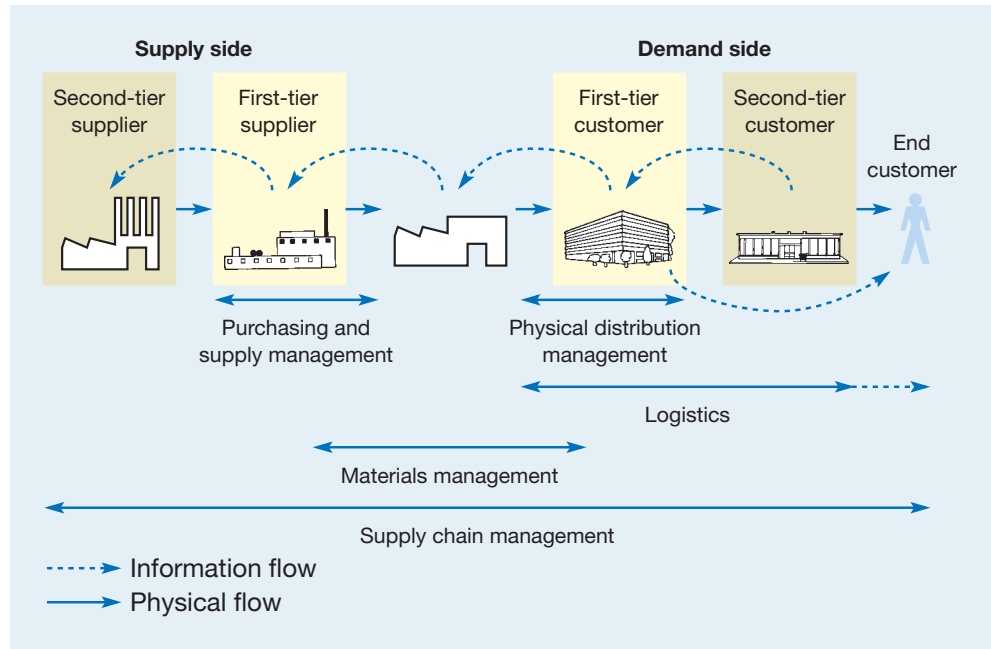 Supply side
Demand side
Second-tier
supplier
First-tier
supplier
First-tier
customer
Second-tier
customer
End
customer
Purchasing and
supply management
Physical distribution
management
Logistics
Materials management
Supply chain management
Information flow
Physical flow